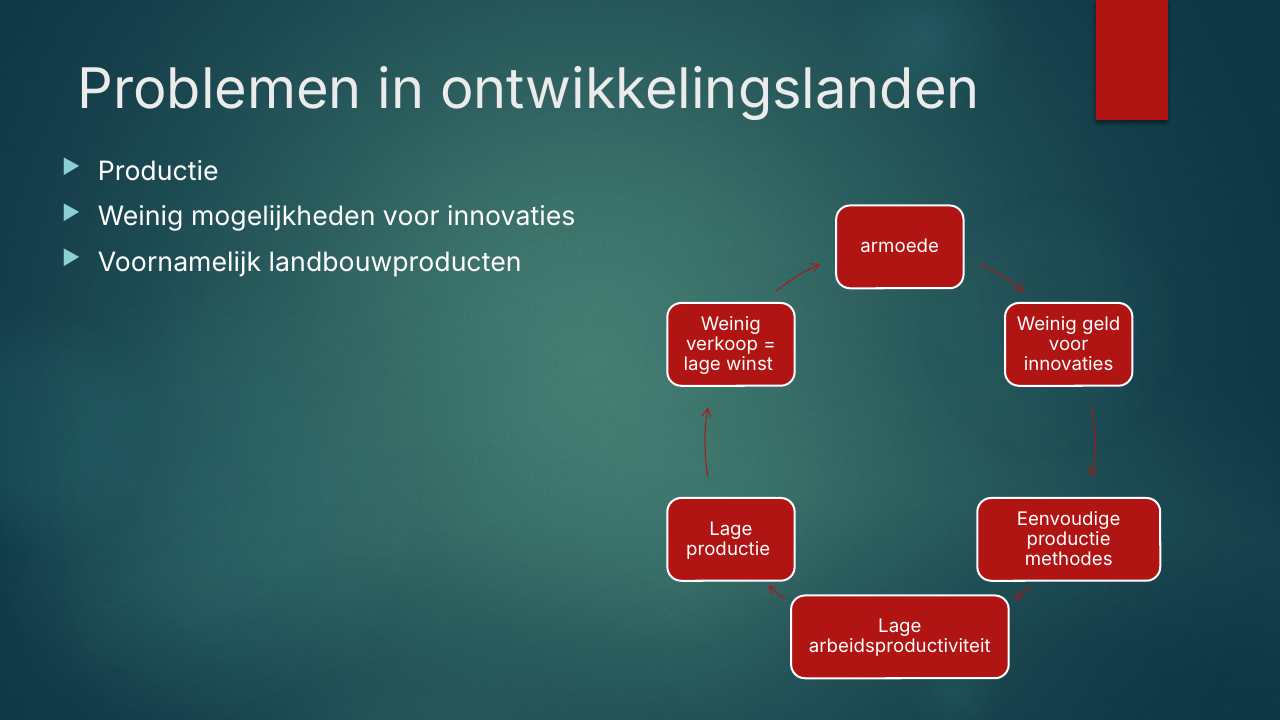 Problemen in ontwikkelingslanden
Productie
Weinig mogelijkheden voor innovaties
Voornamelijk landbouwproducten
armoede
Weinig geld
voor
innovaties
Eenvoudige
productie
methodes
Lage
arbeidsproductiviteit
Lage
productie
Weinig
verkoop =
lage winst